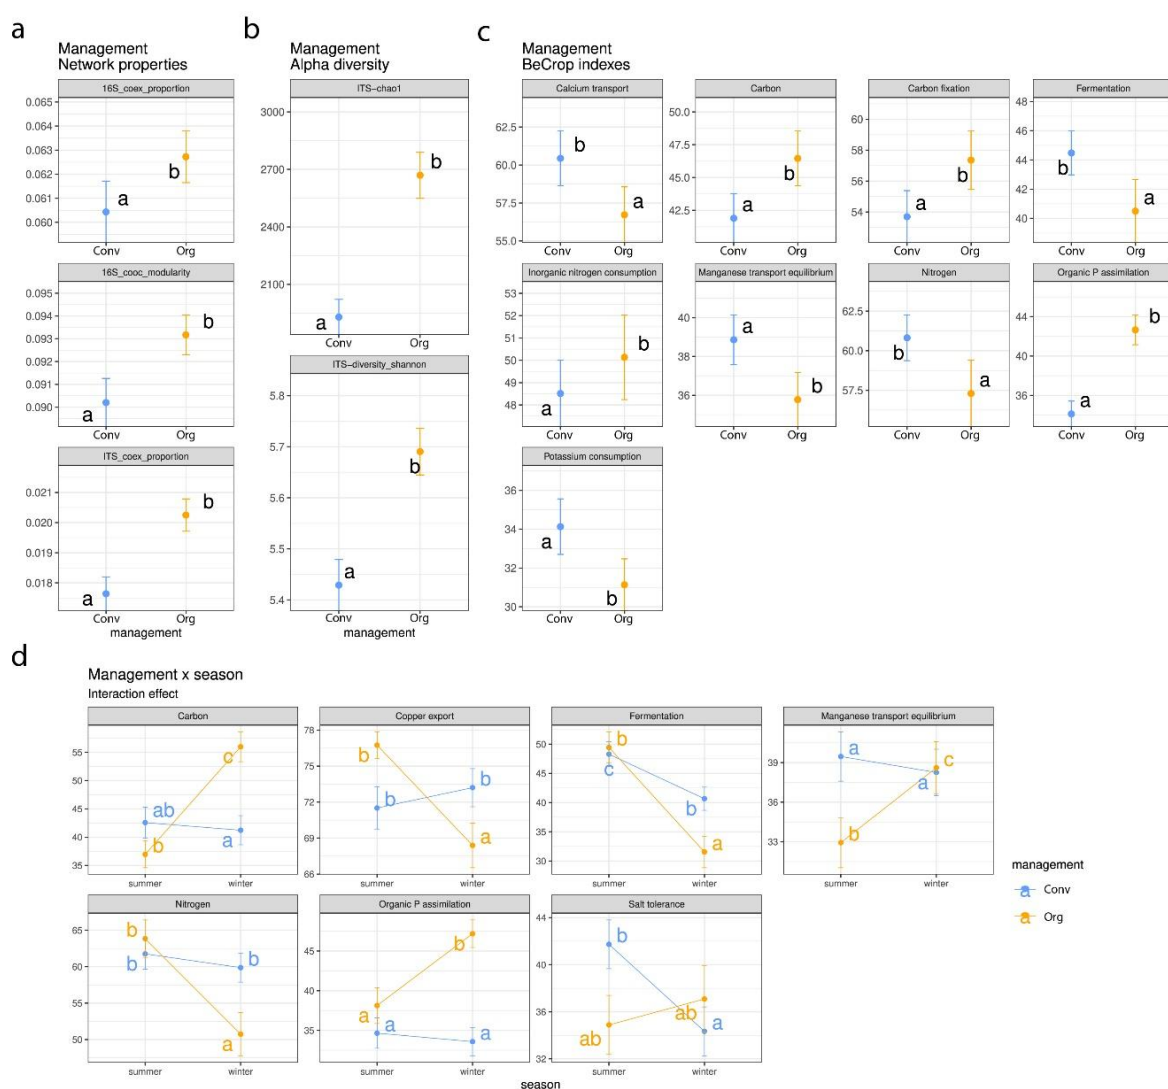 a
Management
Network properties
16S_coex_proportion
0.065
0.064
0.063
0.062
0.061
0.060
a
b
Conv
Org
16S_cooc_modularity
0.095
0.094
0.093
0.092
0.091
0.090
a
b
Conv
Org
ITS_coex_proportion
0.021
0.020
0.019
0.018
a
b
Conv
Org
management
b
Management
Alpha diversity
ITS-chao1
3000
2700
2400
2100
a
b
Conv
Org
ITS-diversity_shannon
5.8
5.7
5.6
5.5
5.4
a
b
Conv
Org
management
c
Management
BeCrop indexes
Calcium transport
62.5
60.0
57.5
55.0
b
a
Conv
Org
Carbon
50.0
47.5
45.0
42.5
a
b
Conv
Org
Carbon fixation
60
58
56
54
a
b
Conv
Org
Fermentation
48
46
44
42
40
b
a
Conv
Org
Inorganic nitrogen consumption
53
52
51
50
49
48
a
b
Conv
Org
Manganese transport equilibrium
40
38
36
a
b
Conv
Org
Nitrogen
62.5
60.0
57.5
b
a
Conv
Org
Organic P assimilation
44
42
40
36
a
b
Conv
Org
Potassium consumption
36
34
33
32
30
a
b
Conv
Org
d
Management x season
Interaction effect
Carbon
55
50
45
40
35
ab
b
c
a
summer
winter
Copper export
78
75
72
69
66
b
b
b
a
summer
winter
Fermentation
50
45
40
35
30
b
c
b
a
summer
winter
Manganese transport equilibrium
39
36
33
a
b
c
a
summer
winter
Nitrogen
65
60
55
50
b
b
b
a
summer
winter
Organic P assimilation
45
40
35
a
a
b
a
summer
winter
Salt tolerance
44
40
36
32
b
ab
ab
a
summer
winter
season
management
a Conv
a Org